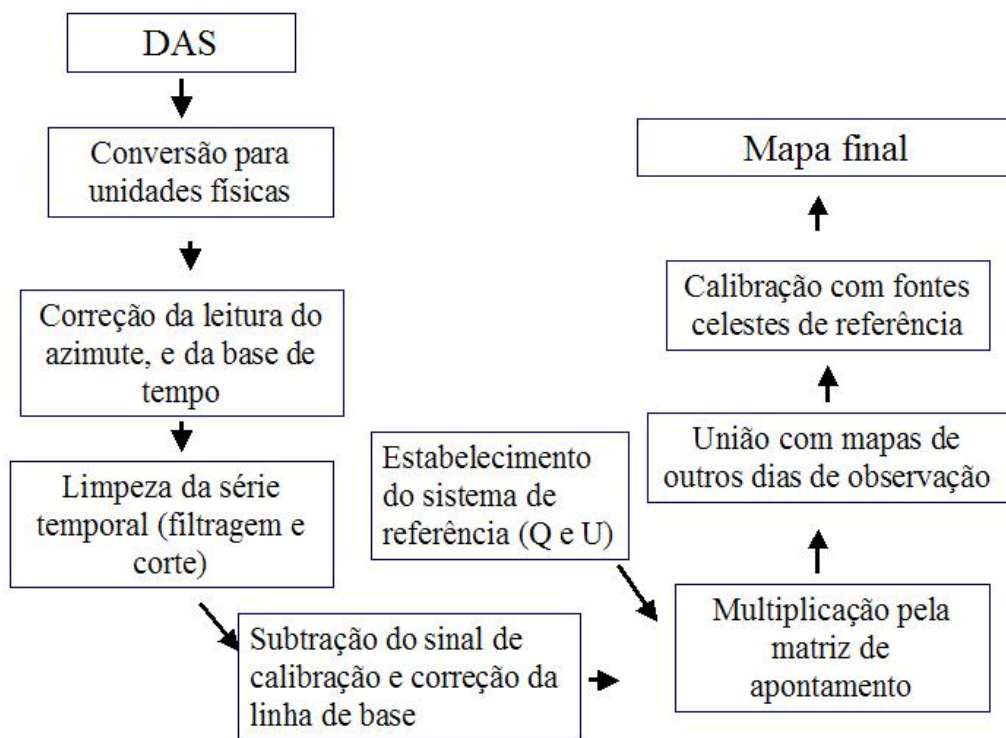 DAS
Conversão para
unidades físicas
Correção da leitura do
azimute, e da base de
tempo
Limpeza da série
temporal (filtragem e
corte)
Subtração do sinal de
calibração e correção da
linha de base
Estabelecimento
do sistema de
referência (Q e U)
Multiplicação pela
matriz de
apontamento
União com mapas de
outros dias de observação
Calibração com fontes
celestes de referência
Mapa final